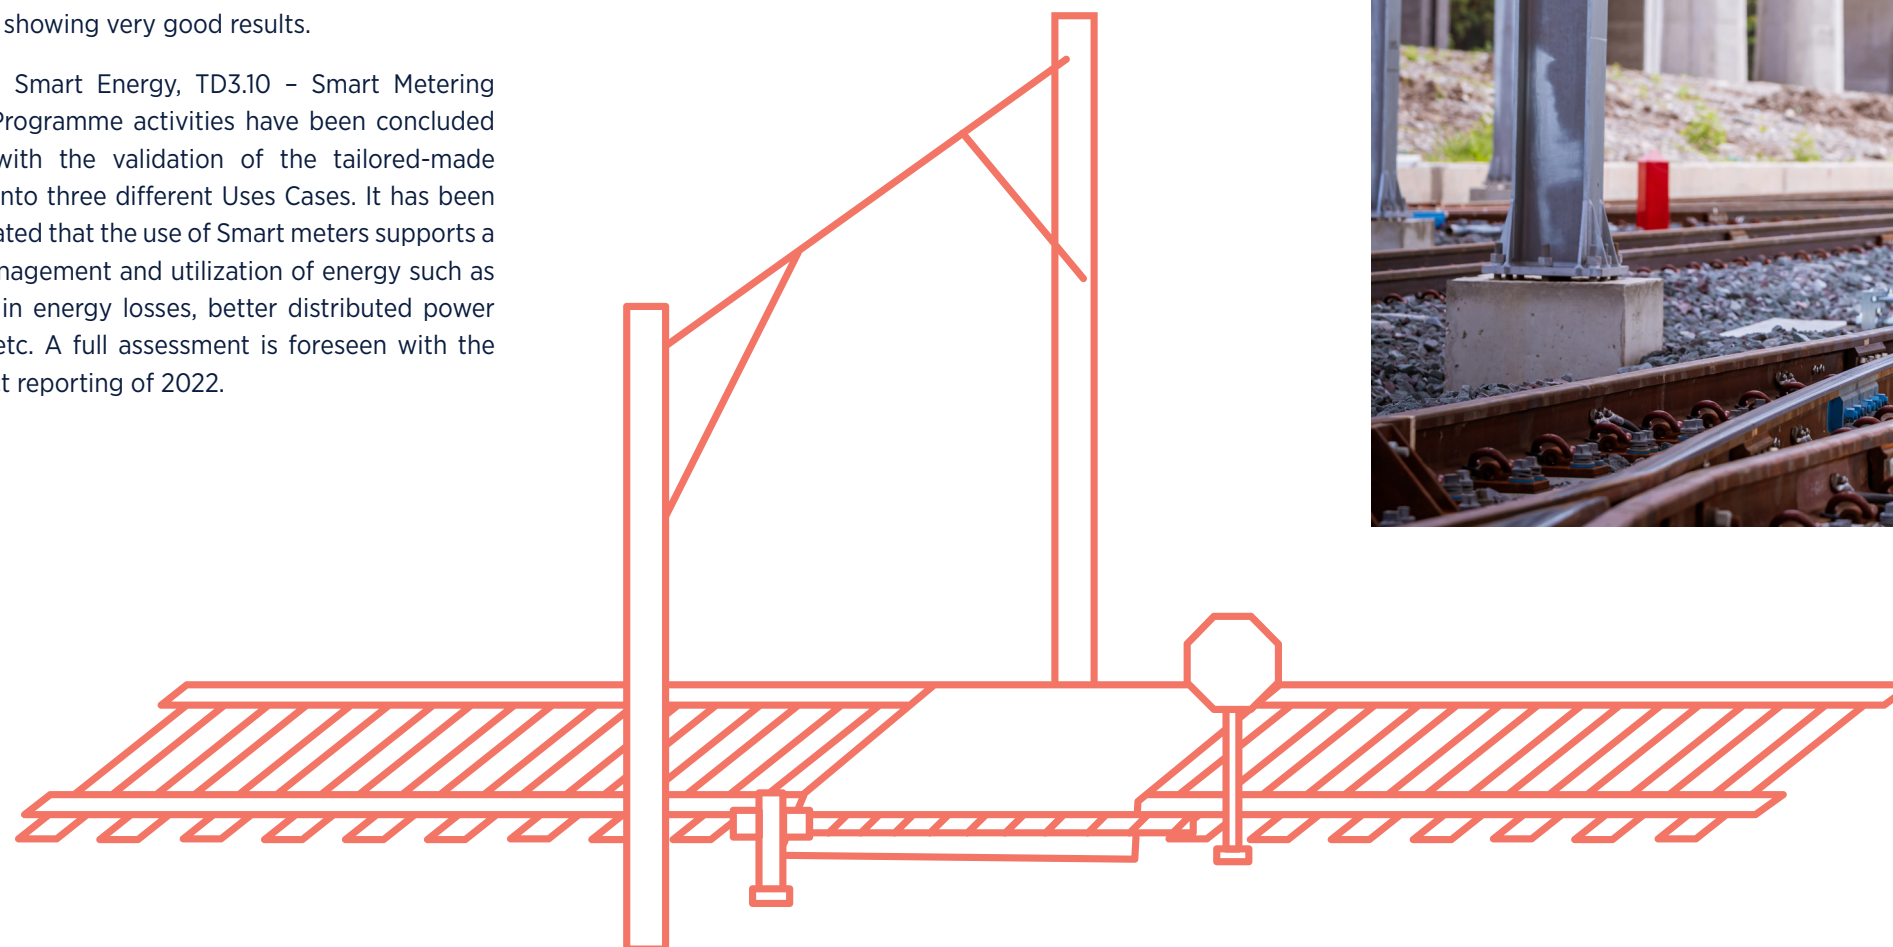 showing very good results.
Smart Energy, TD3.10 – Smart Metering
Programme activities have been concluded
with the validation of the tailored-made
into three different Uses Cases. It has been
ated that the use of Smart meters supports a
nagement and utilization of energy such as
in energy losses, better distributed power
etc. A full assessment is foreseen with the
t reporting of 2022.